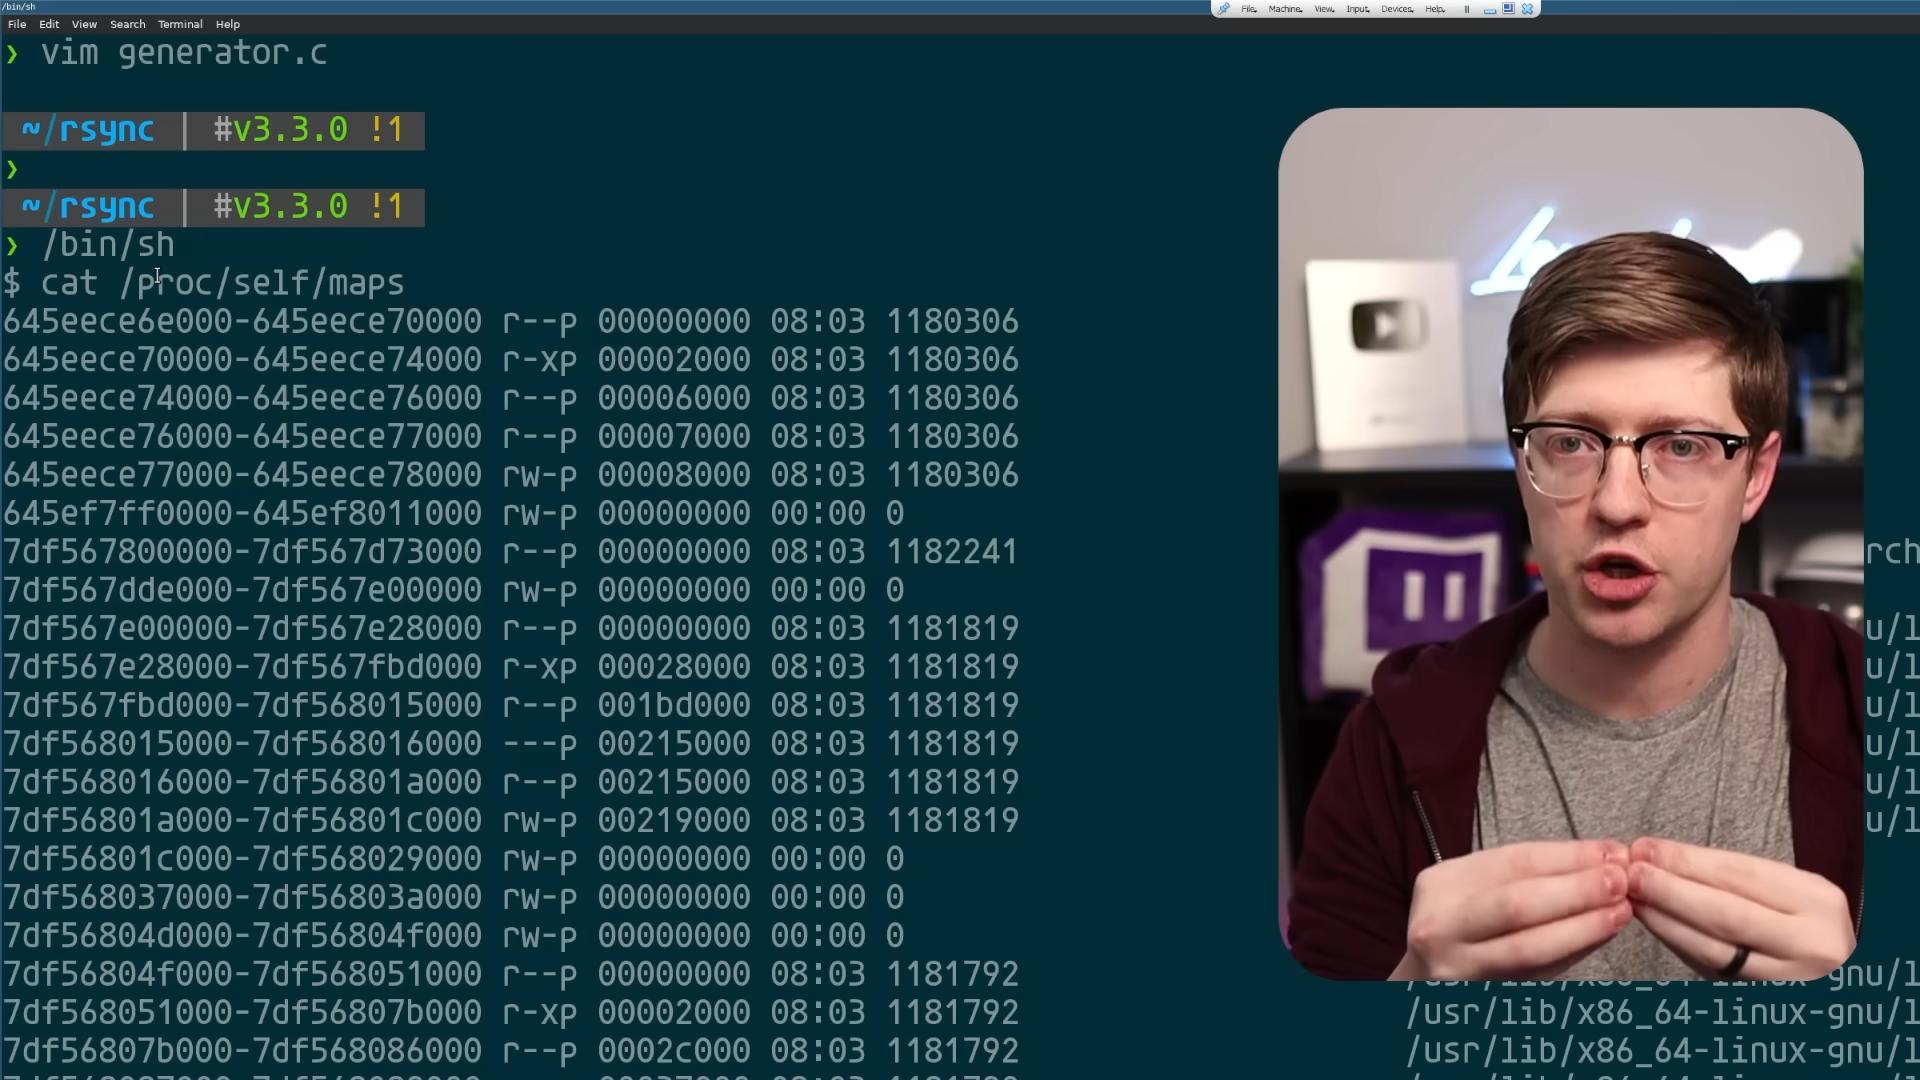 /bin/sh
File Machine View Input Devices Help
File Edit View Search Terminal Help
❯ vim generator.c
~/rsync | #v3.3.0 !1
❯
~/rsync | #v3.3.0 !1
❯ /bin/sh
$ cat /proc/self/maps
645eece6e000-645eece70000 r--p 00000000 08:03 1180306
645eece70000-645eece74000 r-xp 00002000 08:03 1180306
645eece74000-645eece76000 r--p 00006000 08:03 1180306
645eece76000-645eece77000 r--p 00007000 08:03 1180306
645eece77000-645eece78000 rw-p 00008000 08:03 1180306
645ef7ff0000-645ef8011000 rw-p 00000000 00:00 0
7df567800000-7df567d73000 r--p 00000000 08:03 1182241 rch
7df567dde000-7df567e00000 rw-p 00000000 00:00 0
7df567e00000-7df567e28000 r--p 00000000 08:03 1181819 u/l
7df567e28000-7df567fbd000 r-xp 00028000 08:03 1181819 u/l
7df567fbd000-7df568015000 r--p 001bd000 08:03 1181819 u/l
7df568015000-7df568016000 ---p 00215000 08:03 1181819 u/l
7df568016000-7df56801a000 r--p 00215000 08:03 1181819 u/l
7df56801a000-7df56801c000 rw-p 00219000 08:03 1181819 u/l
7df56801c000-7df568029000 rw-p 00000000 00:00 0
7df568037000-7df56803a000 rw-p 00000000 00:00 0
7df56804d000-7df56804f000 rw-p 00000000 00:00 0
7df56804f000-7df568051000 r--p 00000000 08:03 1181792 /usr/lib/x86_64-linux-gnu/l
7df568051000-7df56807b000 r-xp 00002000 08:03 1181792 /usr/lib/x86_64-linux-gnu/l
7df56807b000-7df568086000 r--p 0002c000 08:03 1181792 /usr/lib/x86_64-linux-gnu/l